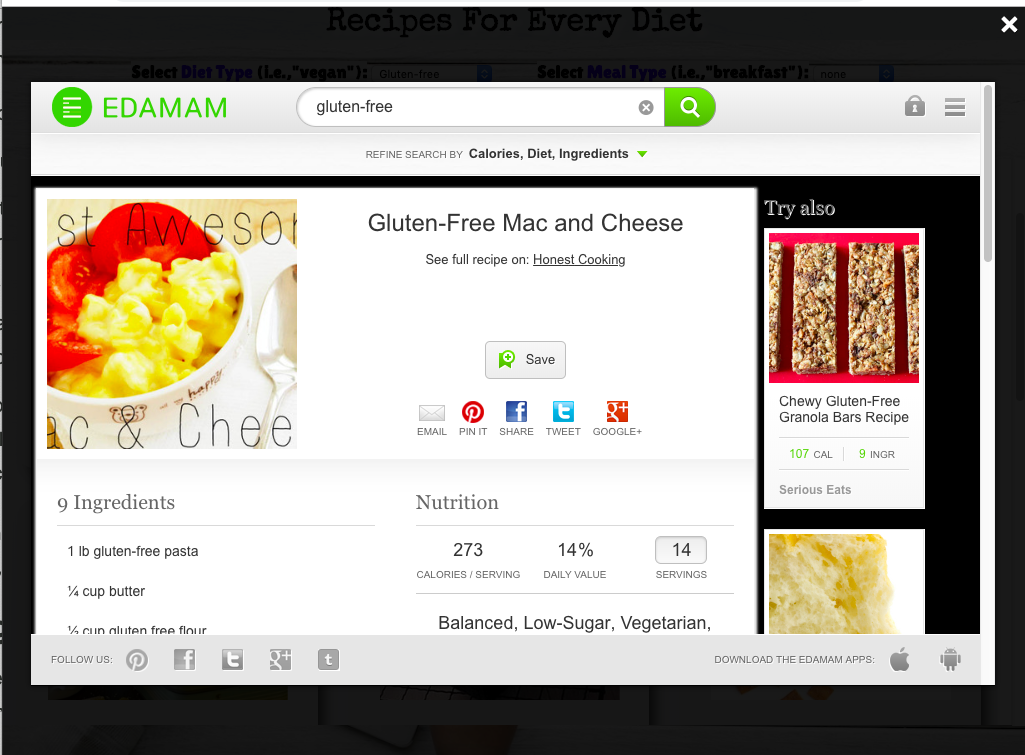 Recipes For Every Diet
Select Diet Type (i.e.,"vegan"): Gluten-free Select Meal Type (i.e.,"breakfast"): none
EDAMAM
gluten-free
REFINE SEARCH BY Calories, Diet, Ingredients
st Awesom
ac & Chee
happy
Gluten-Free Mac and Cheese
See full recipe on: Honest Cooking
Save
EMAIL PIN IT SHARE TWEET GOOGLE+
Try also
Chewy Gluten-Free
Granola Bars Recipe
107 CAL 9 INGR
Serious Eats
9 Ingredients
1 lb gluten-free pasta
¼ cup butter
cup gluten free flour
Nutrition
273 14% 14
CALORIES / SERVING DAILY VALUE SERVINGS
Balanced, Low-Sugar, Vegetarian,
FOLLOW US:
DOWNLOAD THE EDAMAM APPS: